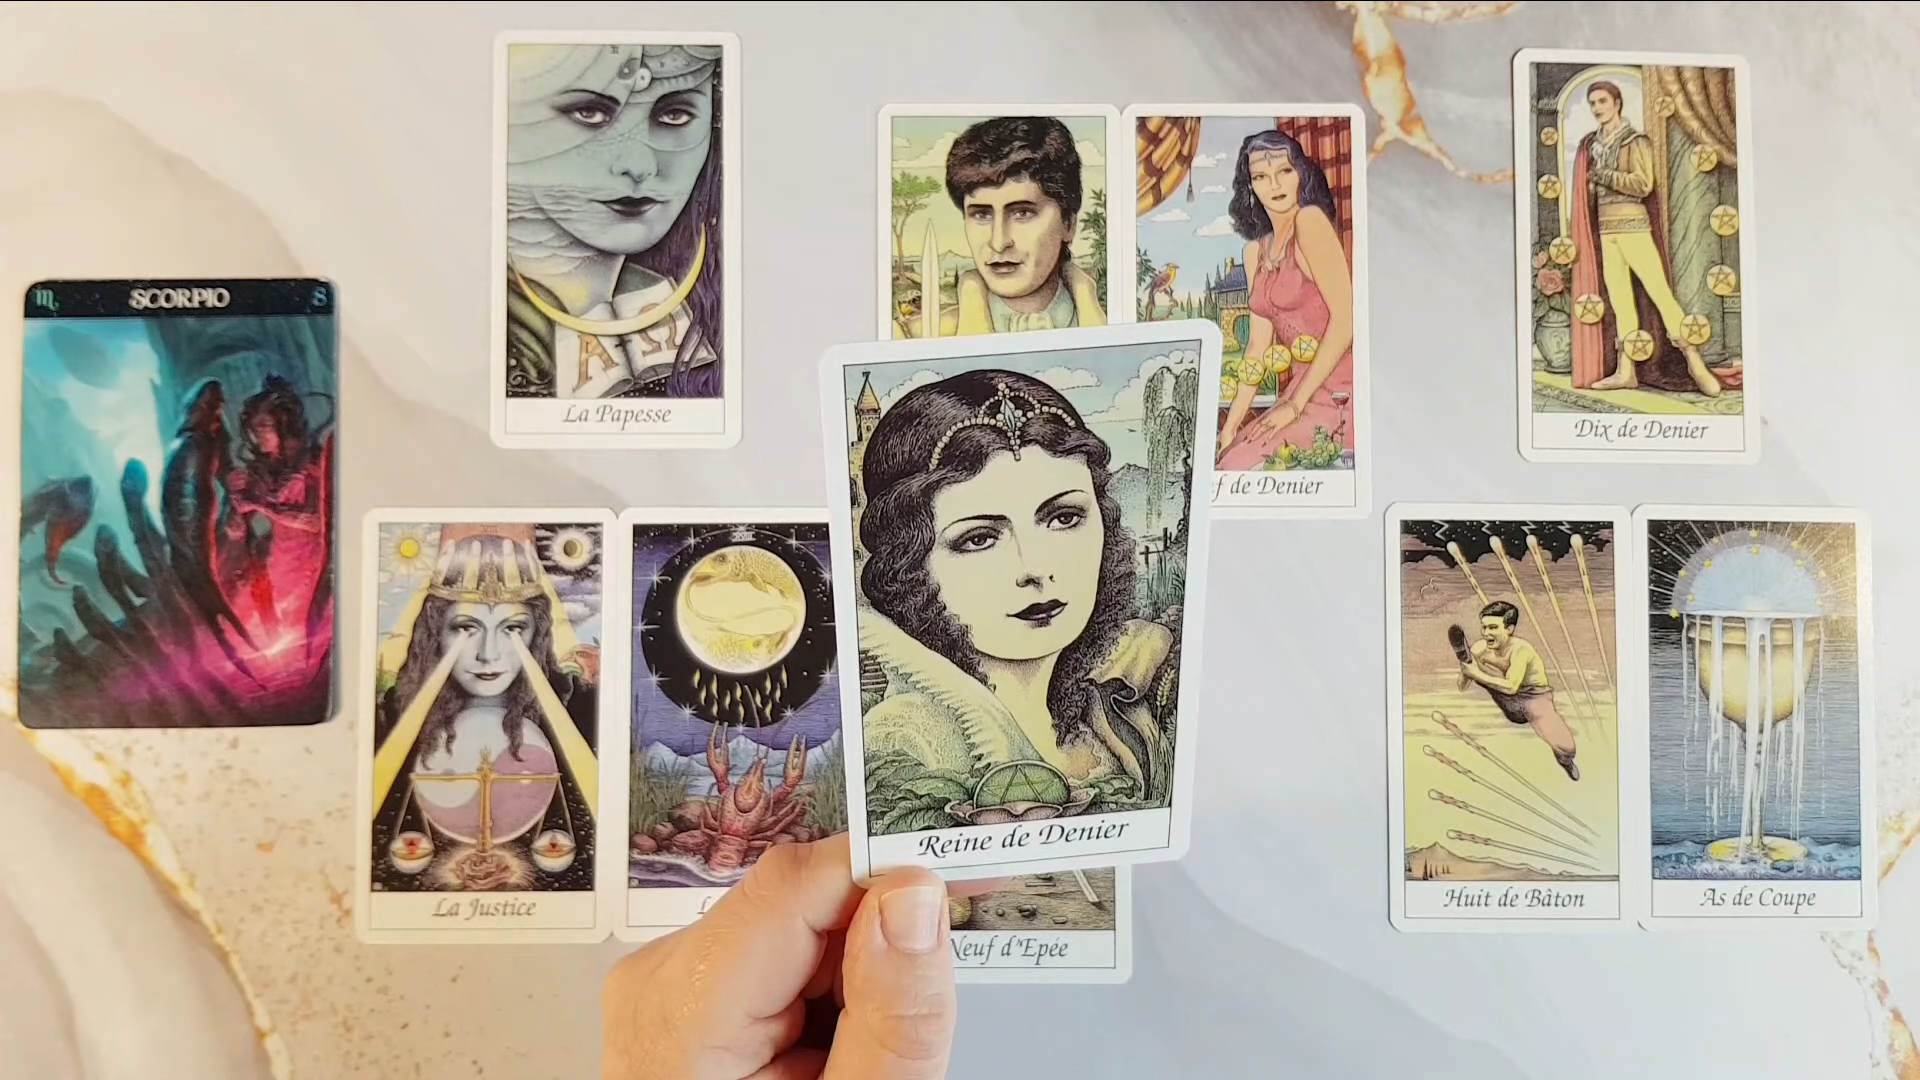 ♏ SCORPIO 8
La Papesse
A Ω
f de Denier
Dix de Denier
La Justice
L
Reine de Denier
Neuf d'Epée
Huit de Bâton
As de Coupe